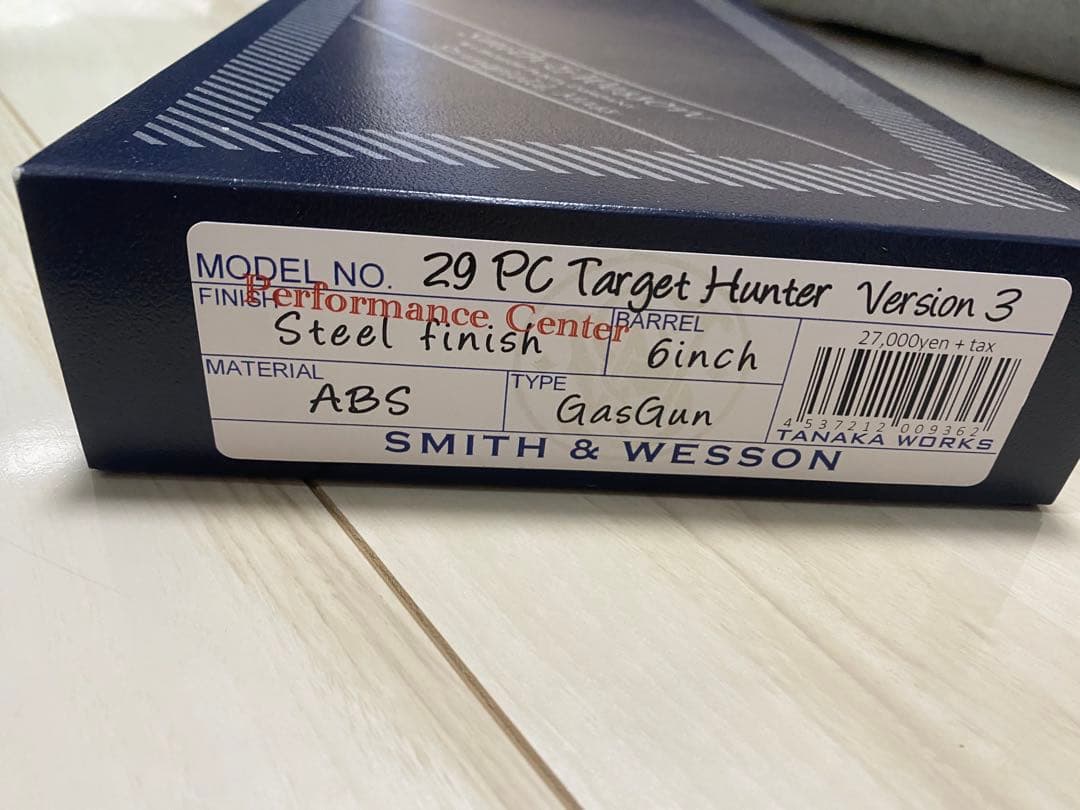 MODEL NO. 29 PC Target Hunter Version 3
Performance Center
FINISH Steel finish
BARREL 6inch
27,000yen + tax
MATERIAL ABS
TYPE GasGun
4 537212 009362
TANAKA WORKS
SMITH & WESSON